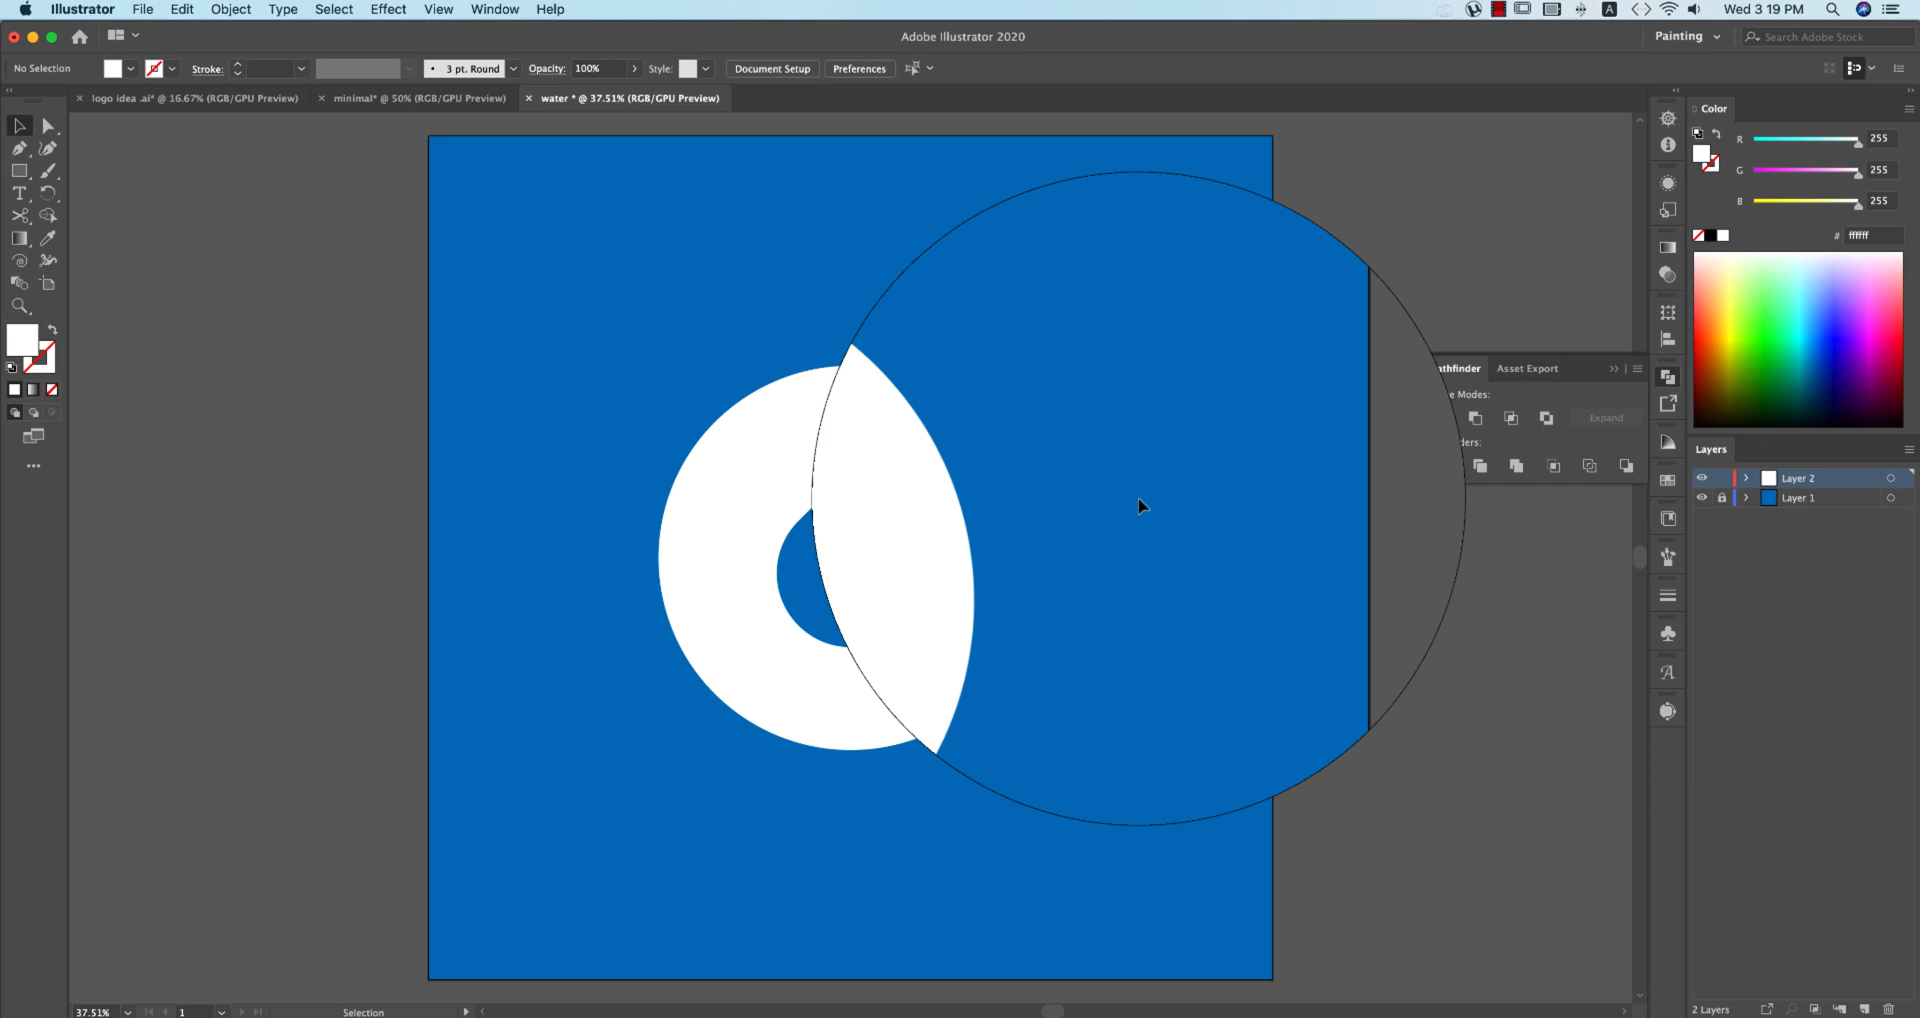 Illustrator File Edit Object Type Select Effect View Window Help
A Wed 3 19 PM
Adobe Illustrator 2020
Painting
Search Adobe Stock
No Selection
Stroke:
3 pt. Round
Opacity: 100%
Style:
Document Setup
Preferences
logo idea .ai* @ 16.67% (RGB/GPU Preview)
minimal* @ 50% (RGB/GPU Preview)
water * @ 37.51% (RGB/GPU Preview)
Color
R 255
G 255
B 255
# ffffff
athfinder
Asset Export
e Modes:
Expand
ders:
Layers
Layer 2
Layer 1
2 Layers
37.51%
1
Selection